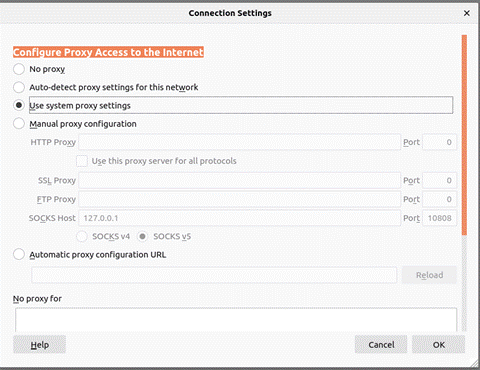 Connection Settings
Configure Proxy Access to the Internet
No proxy
Auto-detect proxy settings for this network
Use system proxy settings
Manual proxy configuration
HTTP Proxy Port 0
Use this proxy server for all protocols
SSL Proxy Port 0
FTP Proxy Port 0
SOCKS Host 127.0.0.1 Port 10808
SOCKS v4 SOCKS v5
Automatic proxy configuration URL
Reload
No proxy for
Help Cancel OK